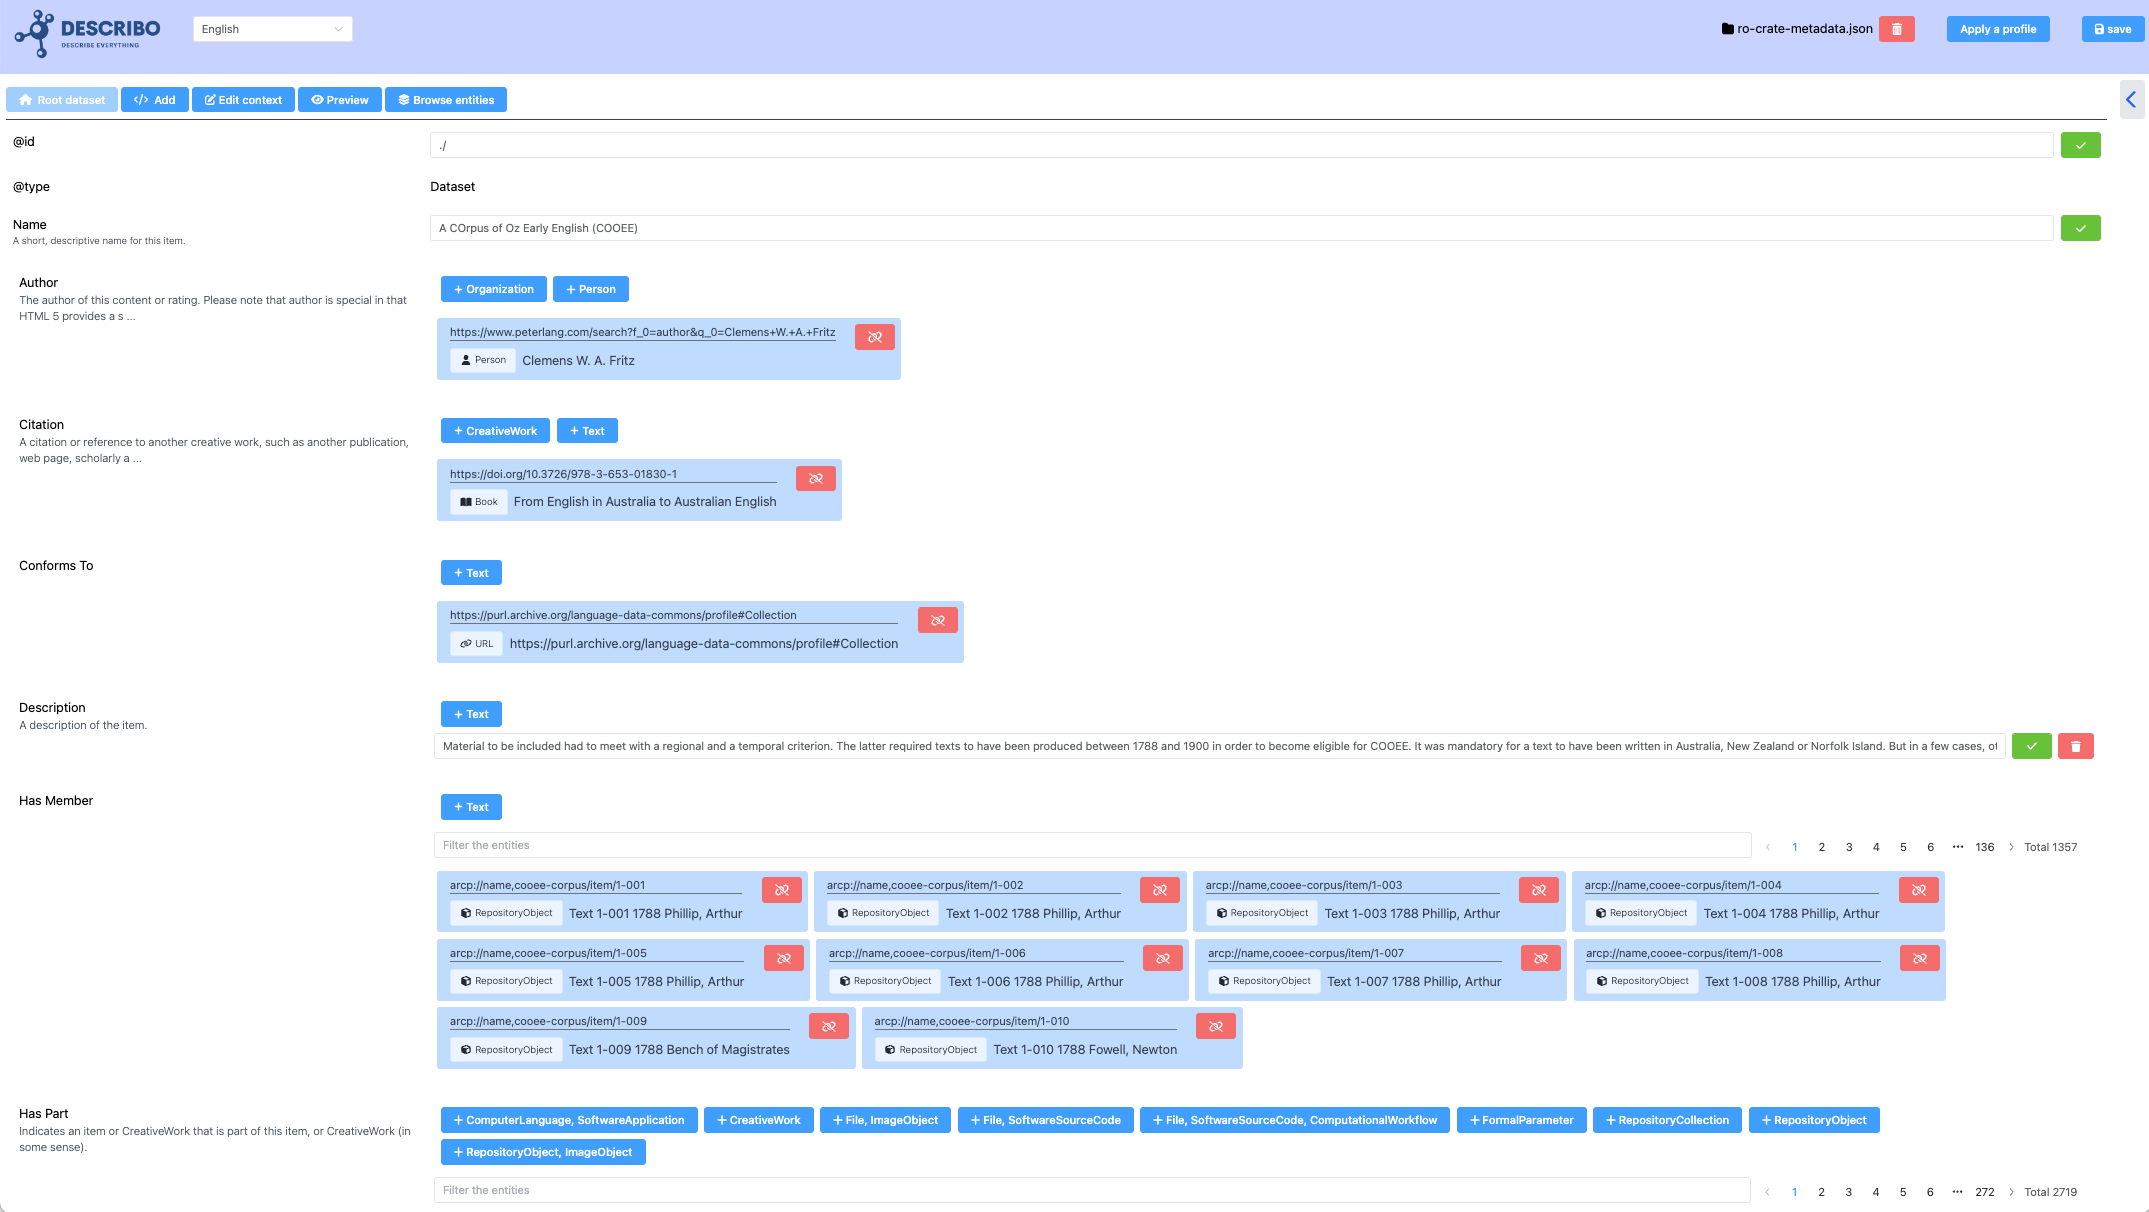 DESCRIBO
DESCRIBE EVERYTHING
English
ro-crate-metadata.json
Apply a profile
save
Root dataset
</> Add
Edit context
Preview
Browse entities
@id
./
@type
Dataset
Name
A short, descriptive name for this item.
A COrpus of Oz Early English (COOEE)
Author
The author of this content or rating. Please note that author is special in that
HTML 5 provides a s ...
+ Organization
+ Person
https://www.peterlang.com/search?f_0=author&q_0=Clemens+W.+A.+Fritz
Person
Clemens W. A. Fritz
Citation
A citation or reference to another creative work, such as another publication,
web page, scholarly a ...
+ CreativeWork
+ Text
https://doi.org/10.3726/978-3-653-01830-1
Book
From English in Australia to Australian English
Conforms To
+ Text
https://purl.archive.org/language-data-commons/profile#Collection
URL
https://purl.archive.org/language-data-commons/profile#Collection
Description
A description of the item.
+ Text
Material to be included had to meet with a regional and a temporal criterion. The latter required texts to have been produced between 1788 and 1900 in order to become eligible for COOEE. It was mandatory for a text to have been written in Australia, New Zealand or Norfolk Island. But in a few cases,
Has Member
+ Text
Filter the entities
1 2 3 4 5 6 ... 136 Total 1357
arcp://name,cooee-corpus/item/1-001
RepositoryObject Text 1-001 1788 Phillip, Arthur
arcp://name,cooee-corpus/item/1-002
RepositoryObject Text 1-002 1788 Phillip, Arthur
arcp://name,cooee-corpus/item/1-003
RepositoryObject Text 1-003 1788 Phillip, Arthur
arcp://name,cooee-corpus/item/1-004
RepositoryObject Text 1-004 1788 Phillip, Arthur
arcp://name,cooee-corpus/item/1-005
RepositoryObject Text 1-005 1788 Phillip, Arthur
arcp://name,cooee-corpus/item/1-006
RepositoryObject Text 1-006 1788 Phillip, Arthur
arcp://name,cooee-corpus/item/1-007
RepositoryObject Text 1-007 1788 Phillip, Arthur
arcp://name,cooee-corpus/item/1-008
RepositoryObject Text 1-008 1788 Phillip, Arthur
arcp://name,cooee-corpus/item/1-009
RepositoryObject Text 1-009 1788 Bench of Magistrates
arcp://name,cooee-corpus/item/1-010
RepositoryObject Text 1-010 1788 Fowell, Newton
Has Part
Indicates an item or CreativeWork that is part of this item, or CreativeWork (in
some sense).
+ ComputerLanguage, SoftwareApplication
+ CreativeWork
+ File, ImageObject
+ File, SoftwareSourceCode
+ File, SoftwareSourceCode, ComputationalWorkflow
+ FormalParameter
+ RepositoryCollection
+ RepositoryObject
+ RepositoryObject, ImageObject
Filter the entities
1 2 3 4 5 6 ... 272 Total 2719